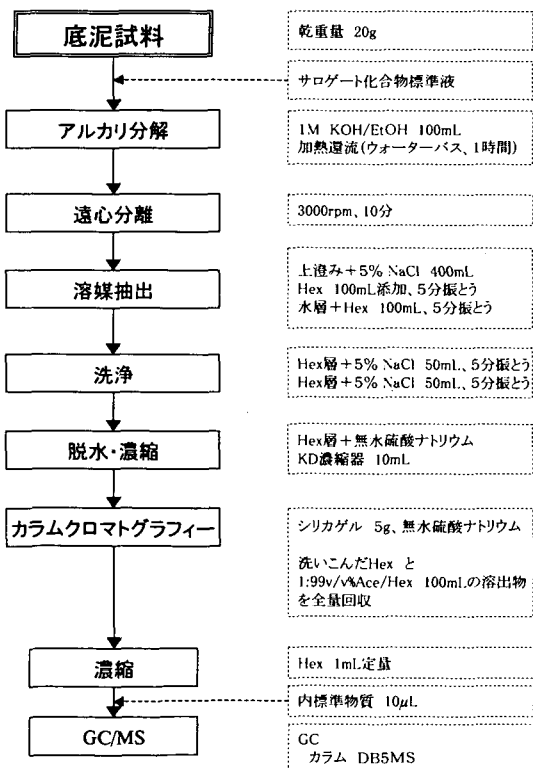 底泥試料
乾重量 20g
サロゲート化合物標準液
アルカリ分解
1M KOH/EtOH 100mL
加熱還流(ウォーターバス、1時間)
遠心分離
3000rpm、10分
溶媒抽出
上澄み+5% NaCl 400mL
Hex 100mL添加、5分振とう
水層+Hex 100mL、5分振とう
洗浄
Hex層+5% NaCl 50mL、5分振とう
Hex層+5% NaCl 50mL、5分振とう
脱水・濃縮
Hex層+無水硫酸ナトリウム
KD濃縮器 10mL
カラムクロマトグラフィー
シリカゲル 5g、無水硫酸ナトリウム
洗いこんだHex と
1:99v/v%Ace/Hex 100mLの溶出物
を全量回収
濃縮
Hex 1mL定量
内標準物質 10μL
GC/MS
GC
カラム DB5MS